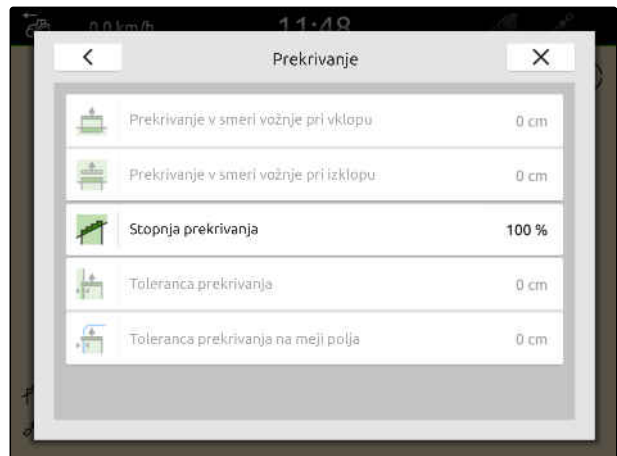 0.0 km/h 11:48
Prekrivanje
Prekrivanje v smeri vožnje pri vklopu 0 cm
Prekrivanje v smeri vožnje pri izklopu 0 cm
Stopnja prekrivanja 100 %
Toleranca prekrivanja 0 cm
Toleranca prekrivanja na meji polja 0 cm